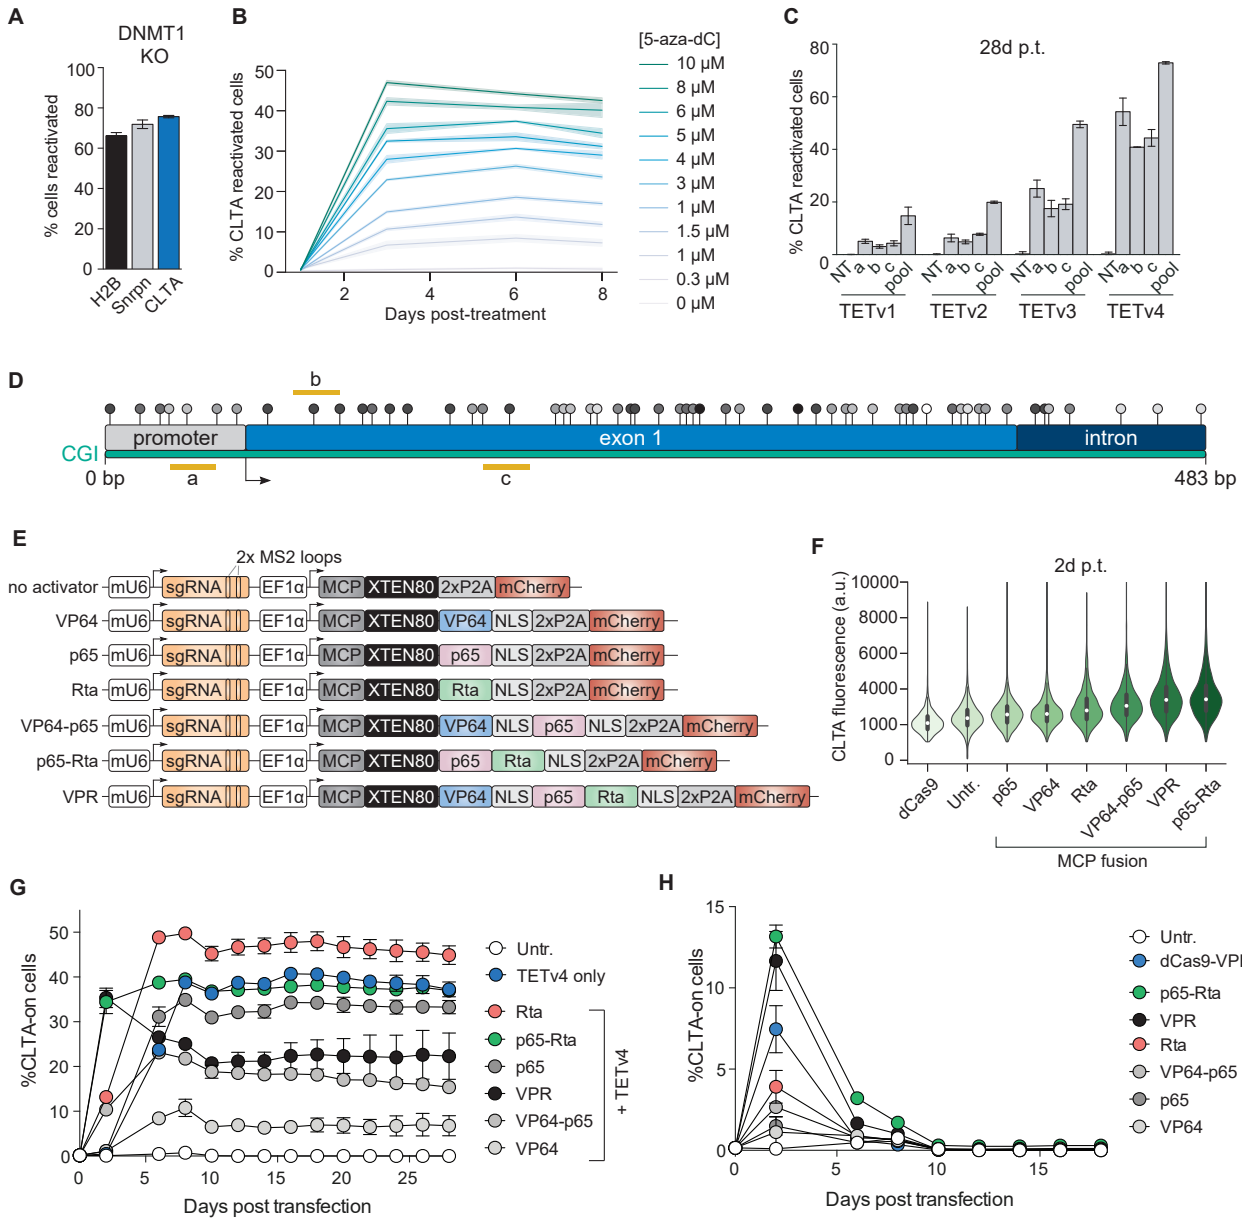 A
DNMT1
KO
% cells reactivated
100
80
60
40
20
0
H2B
Snrpn
CLTA
B
% CLTA reactivated cells
50
40
30
20
10
0
2
4
6
8
Days post-treatment
[5-aza-dC]
10 µM
8 µM
6 µM
5 µM
4 µM
3 µM
1 µM
1.5 µM
1 µM
0.3 µM
0 µM
C
28d p.t.
% CLTA reactivated cells
80
60
40
20
0
NT a b c pool
NT a b c pool
NT a b c pool
NT a b c pool
TETv1 TETv2 TETv3 TETv4
D
b
promoter exon 1 intron
CGI
0 bp a c 483 bp
E
2x MS2 loops
no activator mU6 sgRNA EF1α MCP XTEN80 2xP2A mCherry
VP64 mU6 sgRNA EF1α MCP XTEN80 VP64 NLS 2xP2A mCherry
p65 mU6 sgRNA EF1α MCP XTEN80 p65 NLS 2xP2A mCherry
Rta mU6 sgRNA EF1α MCP XTEN80 Rta NLS 2xP2A mCherry
VP64-p65 mU6 sgRNA EF1α MCP XTEN80 VP64 NLS p65 NLS 2xP2A mCherry
p65-Rta mU6 sgRNA EF1α MCP XTEN80 p65 Rta NLS 2xP2A mCherry
VPR mU6 sgRNA EF1α MCP XTEN80 VP64 NLS p65 Rta NLS 2xP2A mCherry
F
2d p.t.
CLTA fluorescence (a.u.)
10000
7000
4000
1000
dCas9
Untr.
p65
VP64
Rta
VP64-p65
VPR
p65-Rta
MCP fusion
G
%CLTA-on cells
50
40
30
20
10
0
0 5 10 15 20 25
Days post transfection
Untr.
TETv4 only
Rta
p65-Rta
p65
VPR
VP64-p65
VP64
+ TETv4
H
%CLTA-on cells
15
10
5
0
0 5 10 15
Days post transfection
Untr.
dCas9-VPR
p65-Rta
VPR
Rta
VP64-p65
p65
VP64